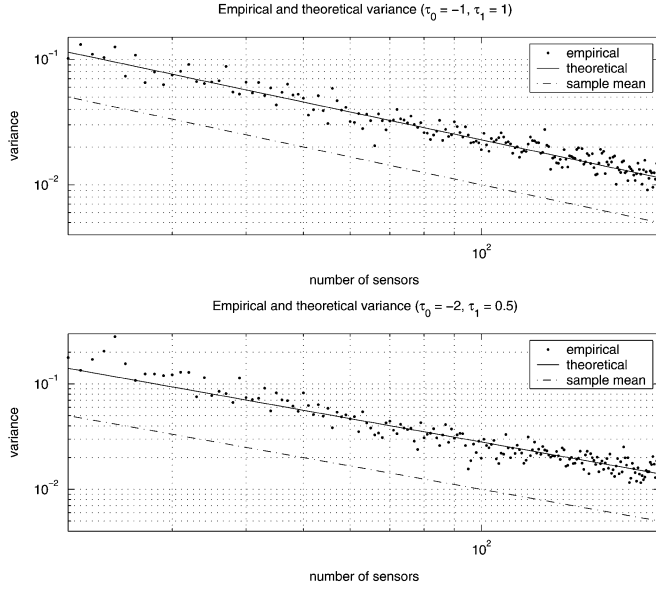 Empirical and theoretical variance (τ0 = −1, τ1 = 1)
10^−1
10^−2
variance
empirical
theoretical
sample mean
10^2
number of sensors
Empirical and theoretical variance (τ0 = −2, τ1 = 0.5)
10^−1
10^−2
variance
empirical
theoretical
sample mean
10^2
number of sensors